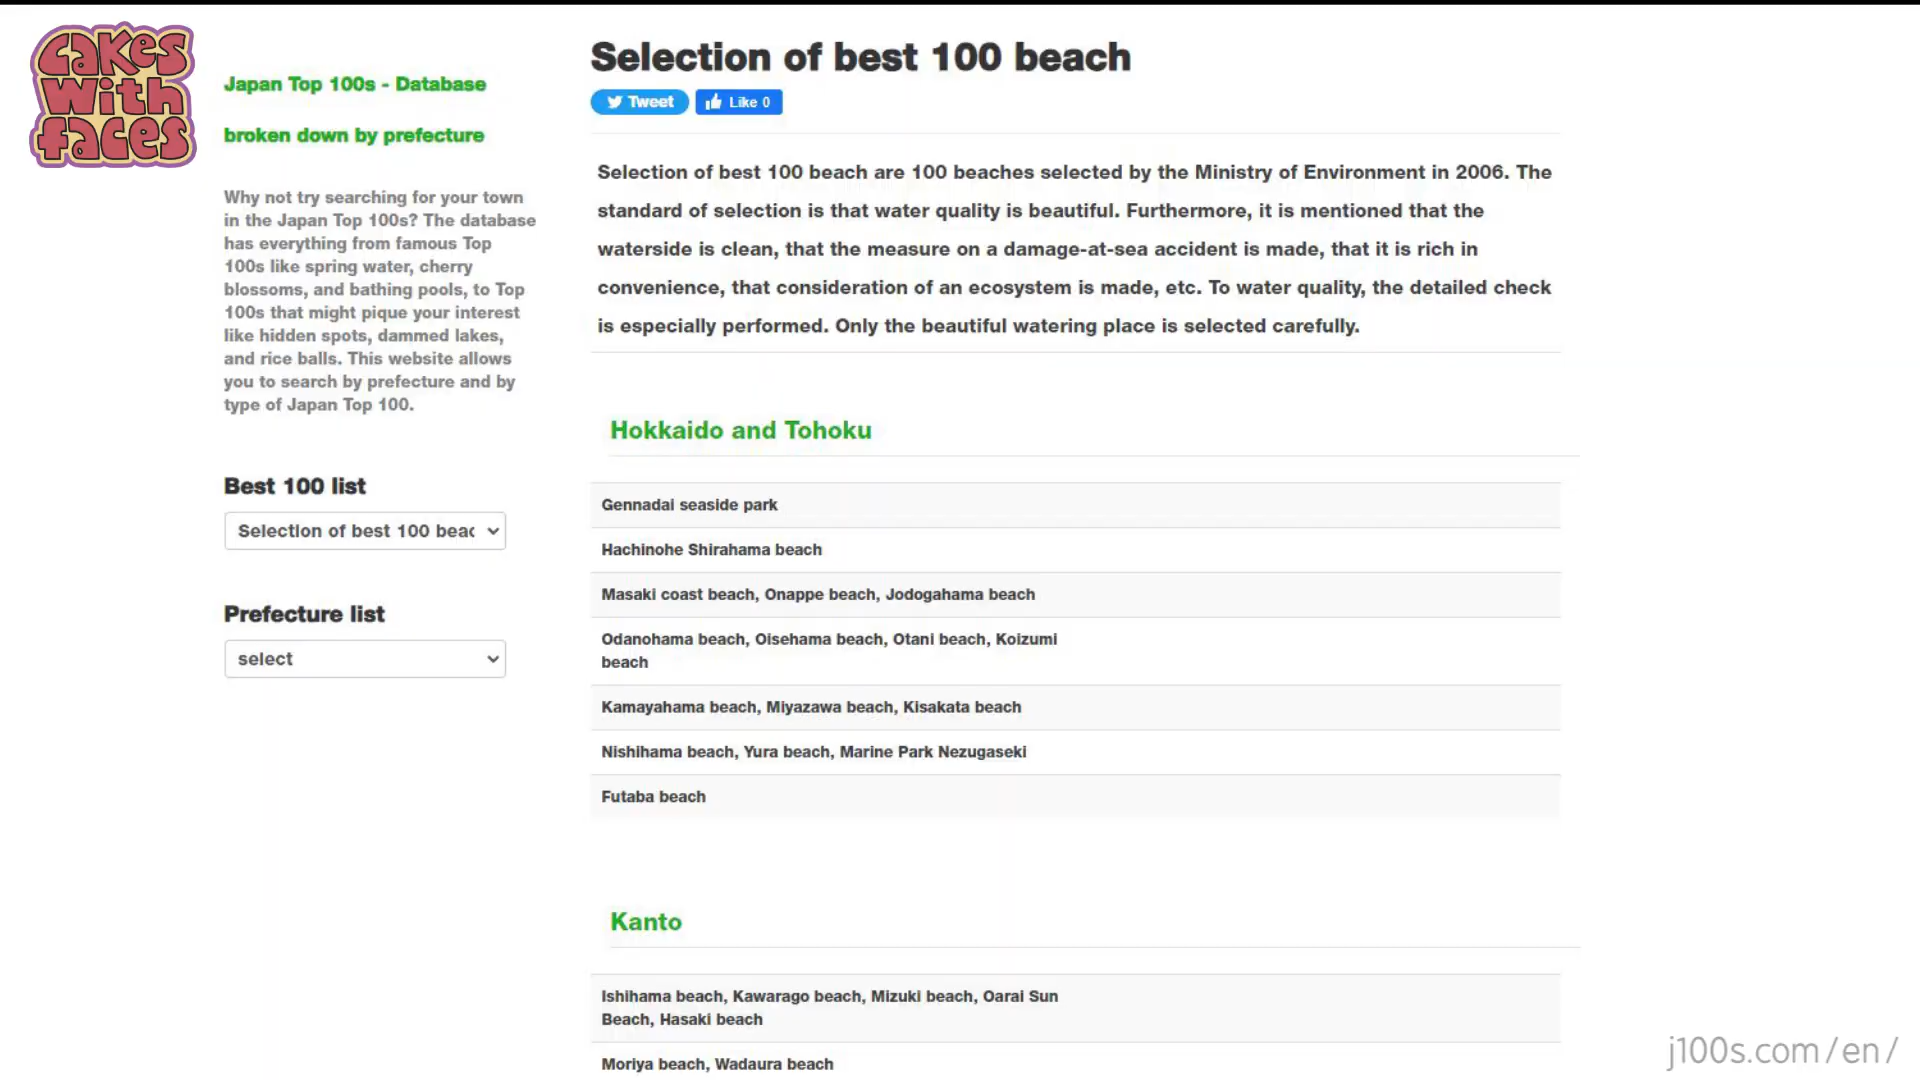 Cakes
With
faces
Japan Top 100s - Database
broken down by prefecture
Why not try searching for your town
in the Japan Top 100s? The database
has everything from famous Top
100s like spring water, cherry
blossoms, and bathing pools, to Top
100s that might pique your interest
like hidden spots, dammed lakes,
and rice balls. This website allows
you to search by prefecture and by
type of Japan Top 100.
Best 100 list
Selection of best 100 beac
Prefecture list
select
Selection of best 100 beach
Tweet
Like 0
Selection of best 100 beach are 100 beaches selected by the Ministry of Environment in 2006. The
standard of selection is that water quality is beautiful. Furthermore, it is mentioned that the
waterside is clean, that the measure on a damage-at-sea accident is made, that it is rich in
convenience, that consideration of an ecosystem is made, etc. To water quality, the detailed check
is especially performed. Only the beautiful watering place is selected carefully.
Hokkaido and Tohoku
Gennadai seaside park
Hachinohe Shirahama beach
Masaki coast beach, Onappe beach, Jodogahama beach
Odanohama beach, Oisehama beach, Otani beach, Koizumi
beach
Kamayahama beach, Miyazawa beach, Kisakata beach
Nishihama beach, Yura beach, Marine Park Nezugaseki
Futaba beach
Kanto
Ishihama beach, Kawarago beach, Mizuki beach, Oarai Sun
Beach, Hasaki beach
Moriya beach, Wadaura beach
j100s.com/en/